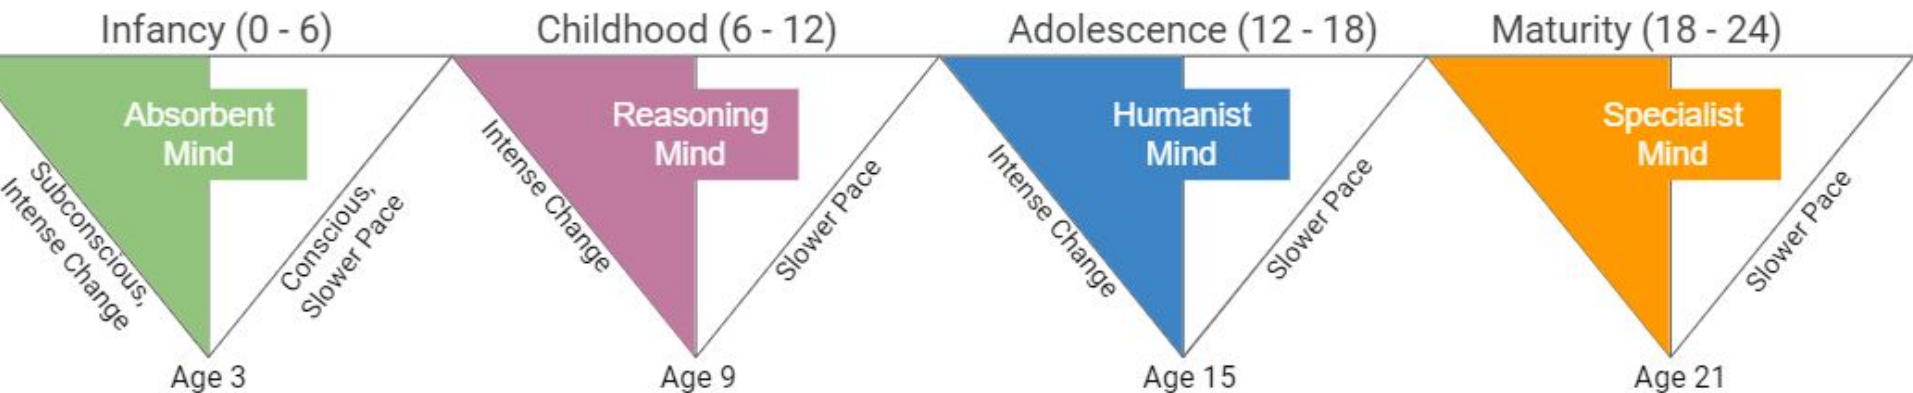 Infancy (0 - 6)
Childhood (6 - 12)
Adolescence (12 - 18)
Maturity (18 - 24)
Absorbent
Mind
Subconscious,
Intense Change
Conscious,
Slower Pace
Age 3
Reasoning
Mind
Intense Change
Slower Pace
Age 9
Humanist
Mind
Intense Change
Slower Pace
Age 15
Specialist
Mind
Slower Pace
Age 21